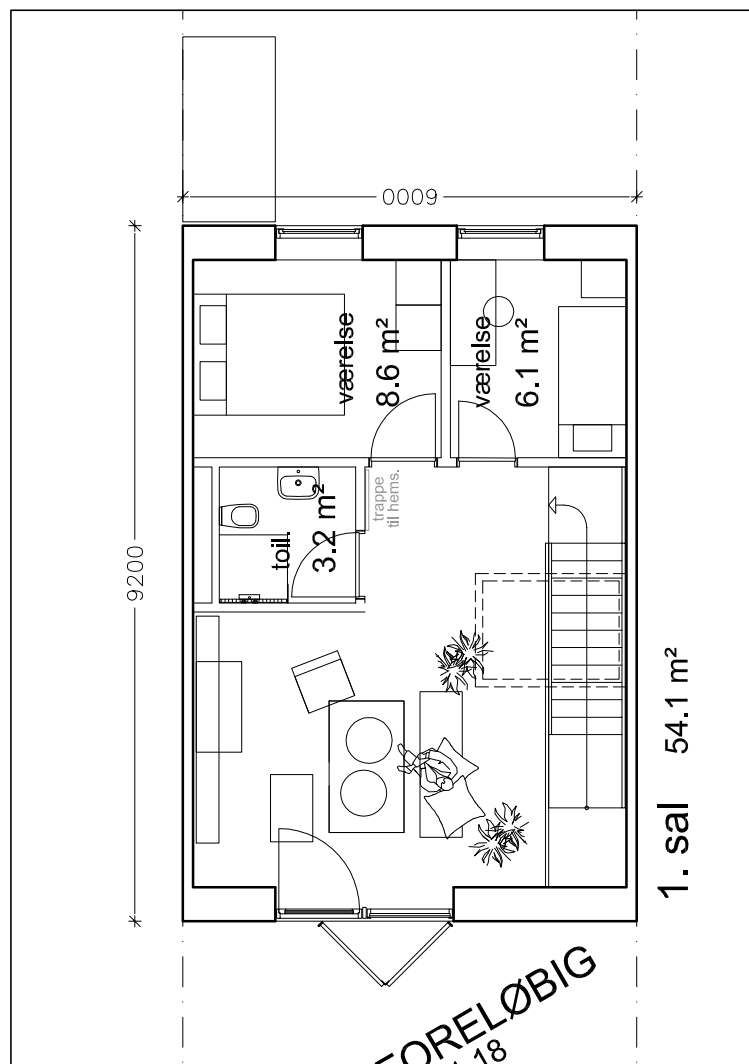 6000
9200
værelse
8.6 m²
værelse
6.1 m²
toil.
3.2 m²
trappe
til hems.
1. sal 54.1 m²
FORELØBIG